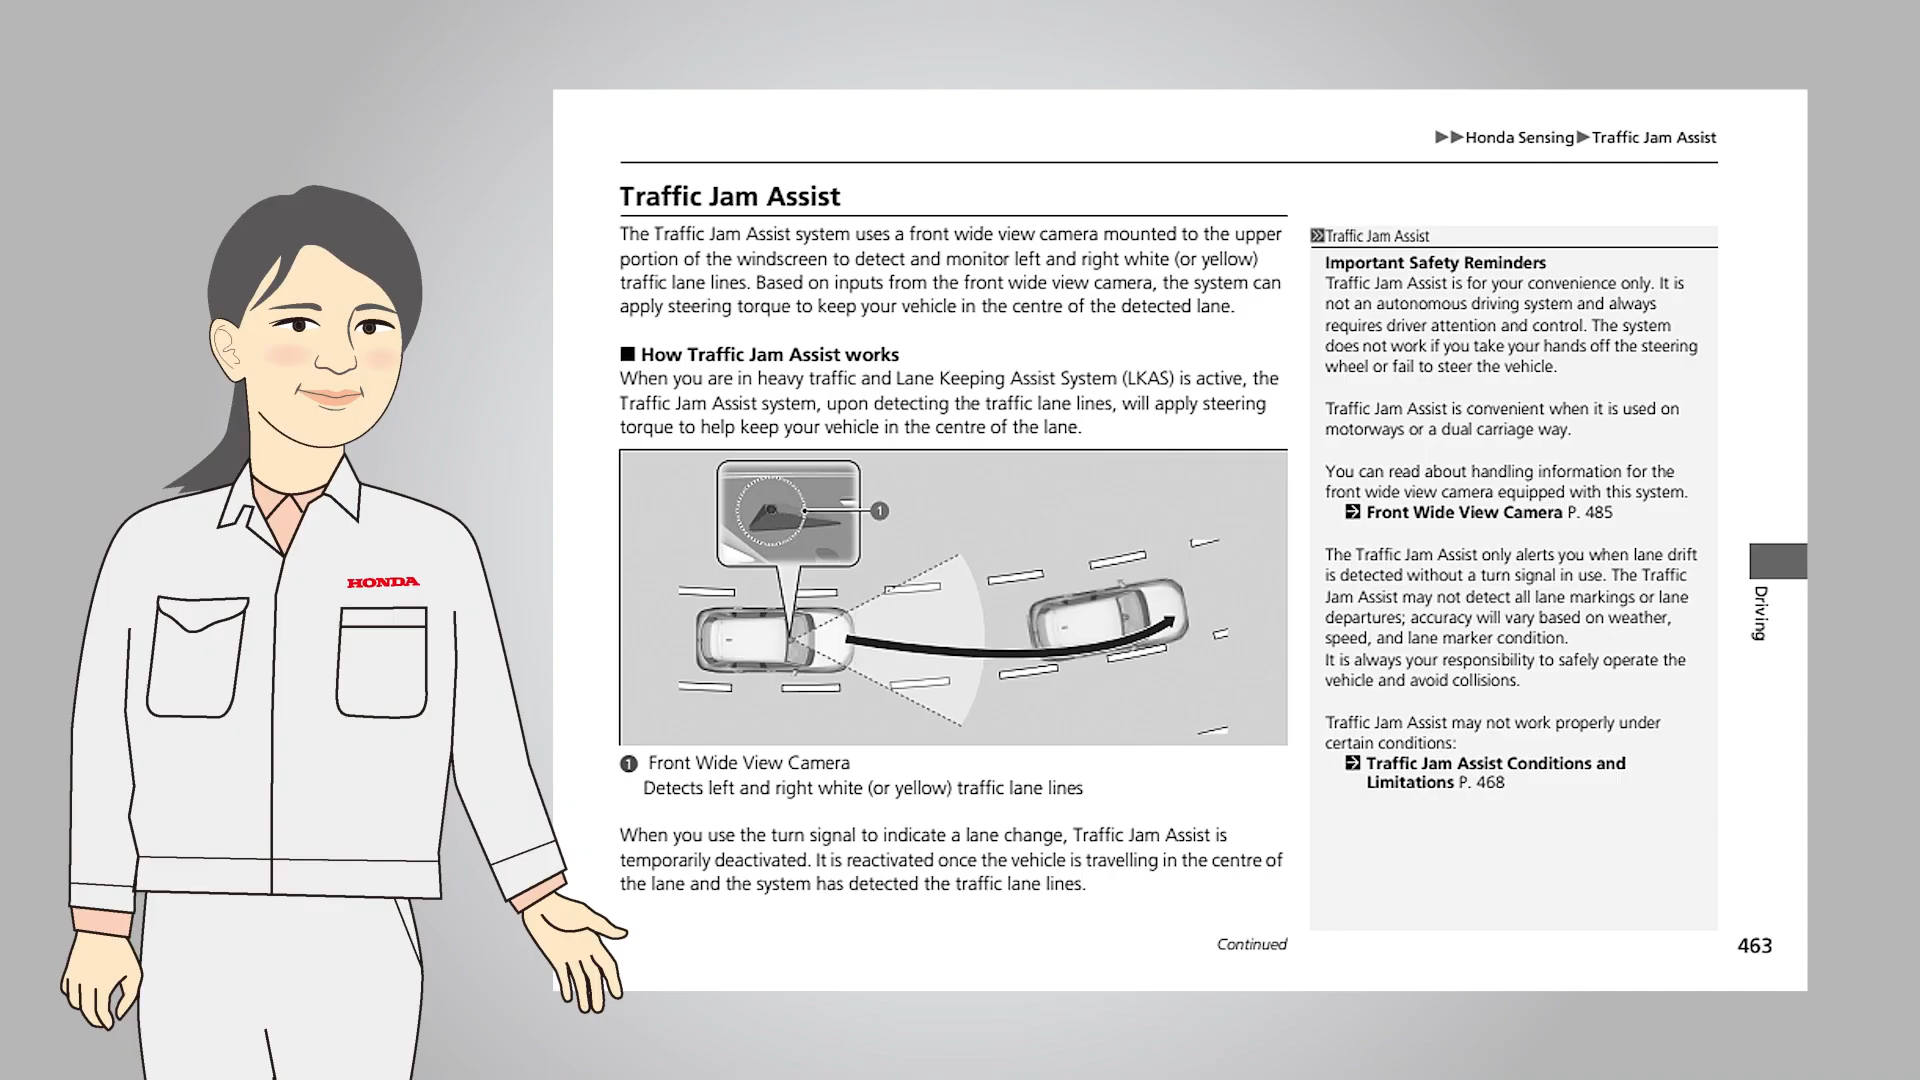 HONDA
▶▶Honda Sensing▶Traffic Jam Assist
Traffic Jam Assist
The Traffic Jam Assist system uses a front wide view camera mounted to the upper
portion of the windscreen to detect and monitor left and right white (or yellow)
traffic lane lines. Based on inputs from the front wide view camera, the system can
apply steering torque to keep your vehicle in the centre of the detected lane.
■ How Traffic Jam Assist works
When you are in heavy traffic and Lane Keeping Assist System (LKAS) is active, the
Traffic Jam Assist system, upon detecting the traffic lane lines, will apply steering
torque to help keep your vehicle in the centre of the lane.
1
1 Front Wide View Camera
Detects left and right white (or yellow) traffic lane lines
When you use the turn signal to indicate a lane change, Traffic Jam Assist is
temporarily deactivated. It is reactivated once the vehicle is travelling in the centre of
the lane and the system has detected the traffic lane lines.
Continued
Traffic Jam Assist
Important Safety Reminders
Traffic Jam Assist is for your convenience only. It is
not an autonomous driving system and always
requires driver attention and control. The system
does not work if you take your hands off the steering
wheel or fail to steer the vehicle.
Traffic Jam Assist is convenient when it is used on
motorways or a dual carriage way.
You can read about handling information for the
front wide view camera equipped with this system.
Front Wide View Camera P. 485
The Traffic Jam Assist only alerts you when lane drift
is detected without a turn signal in use. The Traffic
Jam Assist may not detect all lane markings or lane
departures; accuracy will vary based on weather,
speed, and lane marker condition.
It is always your responsibility to safely operate the
vehicle and avoid collisions.
Traffic Jam Assist may not work properly under
certain conditions:
Traffic Jam Assist Conditions and
Limitations P. 468
Driving
463